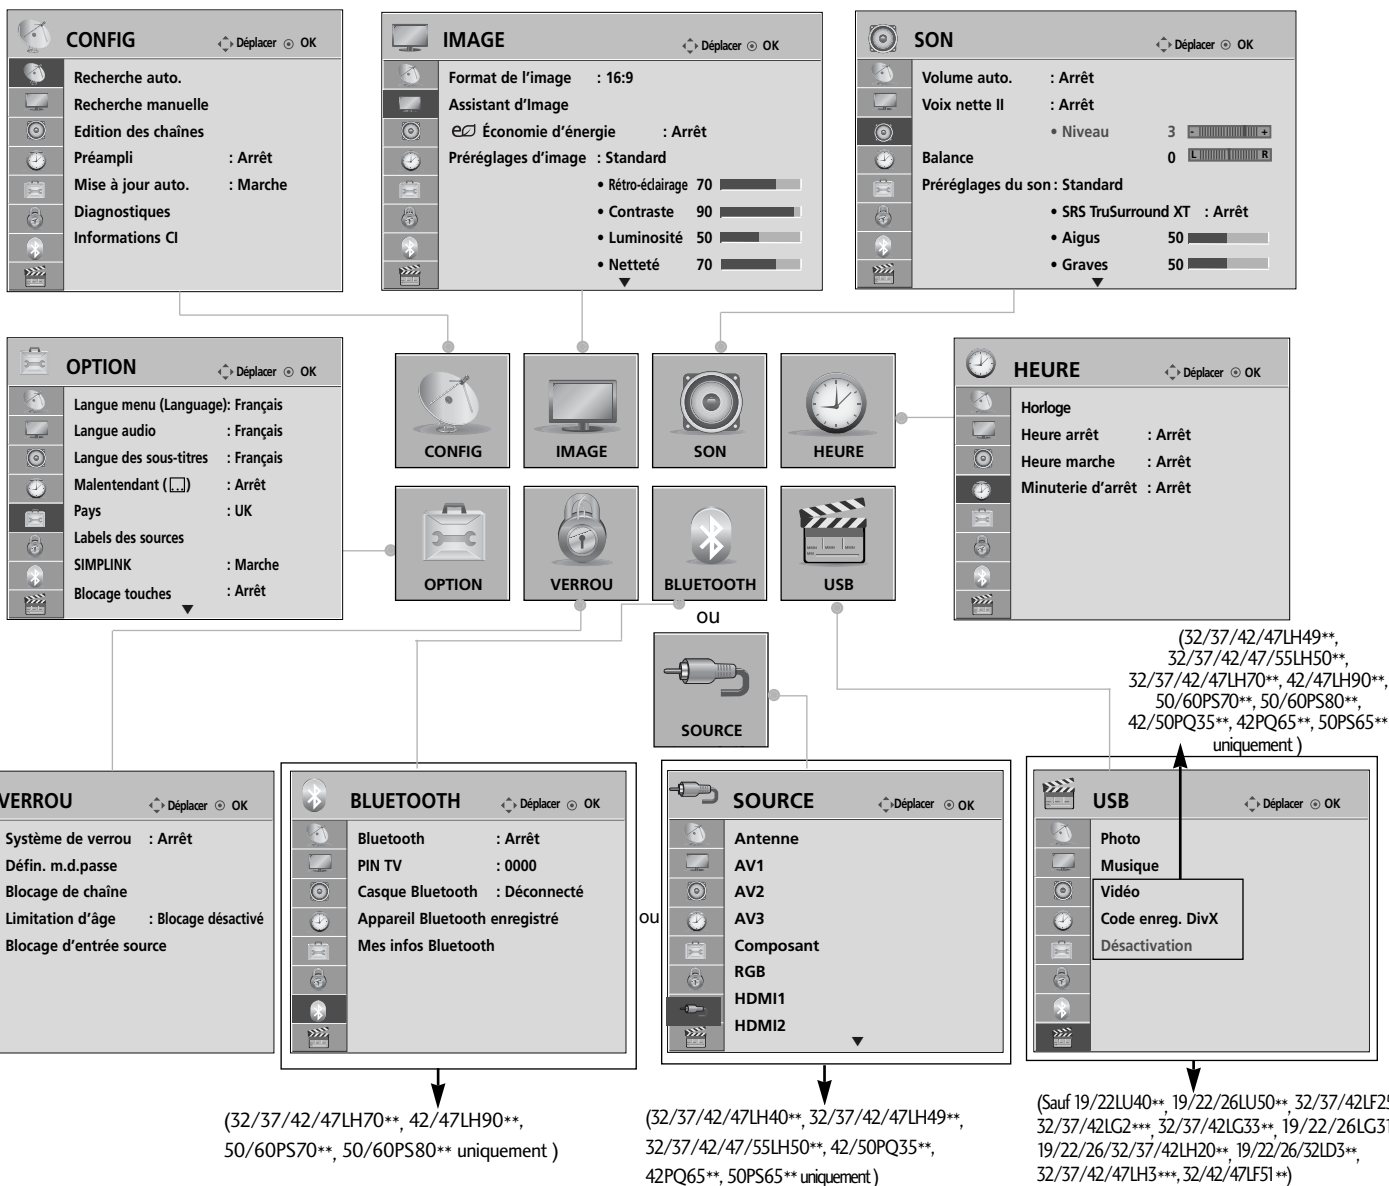 CONFIG
Déplacer OK
Recherche auto.
Recherche manuelle
Edition des chaînes
Préampli : Arrêt
Mise à jour auto. : Marche
Diagnostiques
Informations CI
IMAGE
Déplacer OK
Format de l'image : 16:9
Assistant d'Image
Économie d'énergie : Arrêt
Préréglages d'image : Standard
• Rétro-éclairage 70
• Contraste 90
• Luminosité 50
• Netteté 70
SON
Déplacer OK
Volume auto. : Arrêt
Voix nette II : Arrêt
• Niveau 3 - +
Balance 0 L R
Préréglages du son : Standard
• SRS TruSurround XT : Arrêt
• Aigus 50
• Graves 50
OPTION
Déplacer OK
Langue menu (Language): Français
Langue audio : Français
Langue des sous-titres : Français
Malentendant ( ) : Arrêt
Pays : UK
Labels des sources
SIMPLINK : Marche
Blocage touches : Arrêt
CONFIG
IMAGE
SON
HEURE
OPTION
VERROU
BLUETOOTH
USB
ou
SOURCE
HEURE
Déplacer OK
Horloge
Heure arrêt : Arrêt
Heure marche : Arrêt
Minuterie d'arrêt : Arrêt
(32/37/42/47LH49**,
32/37/42/47/55LH50**,
32/37/42/47LH70**, 42/47LH90**,
50/60PS70**, 50/60PS80**,
42/50PQ35**, 42PQ65**, 50PS65**
uniquement )
VERROU
Déplacer OK
Système de verrou : Arrêt
Défin. m.d.passe
Blocage de chaîne
Limitation d'âge : Blocage désactivé
Blocage d'entrée source
BLUETOOTH
Déplacer OK
Bluetooth : Arrêt
PIN TV : 0000
Casque Bluetooth : Déconnecté
Appareil Bluetooth enregistré
Mes infos Bluetooth
ou
SOURCE
Déplacer OK
Antenne
AV1
AV2
AV3
Composant
RGB
HDMI1
HDMI2
USB
Déplacer OK
Photo
Musique
Vidéo
Code enreg. DivX
Désactivation
(32/37/42/47LH70**, 42/47LH90**,
50/60PS70**, 50/60PS80** uniquement )
(32/37/42/47LH40**, 32/37/42/47LH49**,
32/37/42/47/55LH50**, 42/50PQ35**,
42PQ65**, 50PS65** uniquement )
(Sauf 19/22LU40**, 19/22/26LU50**, 32/37/42LF25
32/37/42LG2***, 32/37/42LG33**, 19/22/26LG31
19/22/26/32/37/42LH20**, 19/22/26/32LD3**,
32/37/42/47LH3***, 32/42/47LF51**)